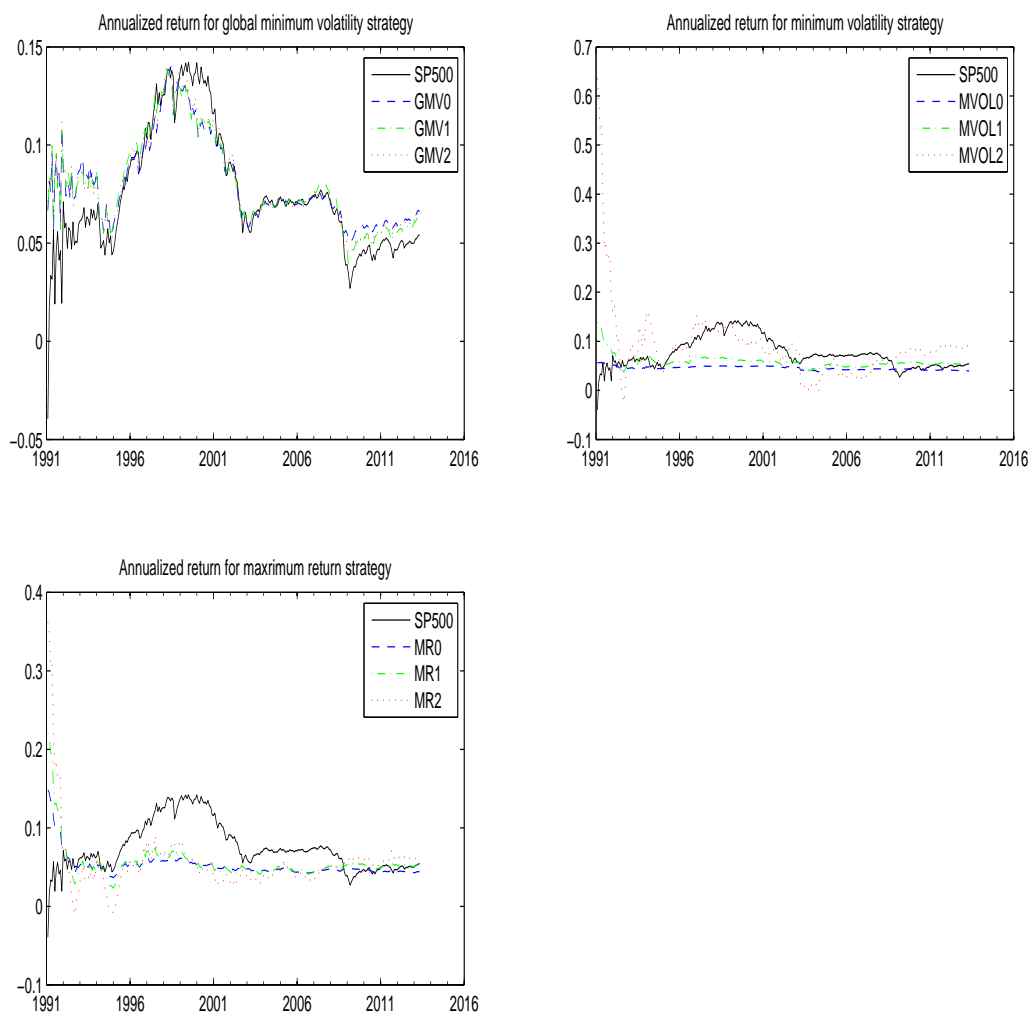 Annualized return for global minimum volatility strategy
0.15
0.1
0.05
0
−0.05
1991 1996 2001 2006 2011 2016
SP500
GMV0
GMV1
GMV2
Annualized return for minimum volatility strategy
0.7
0.6
0.5
0.4
0.3
0.2
0.1
0
−0.1
1991 1996 2001 2006 2011 2016
SP500
MVOL0
MVOL1
MVOL2
Annualized return for maxrimum return strategy
0.4
0.3
0.2
0.1
0
−0.1
1991 1996 2001 2006 2011 2016
SP500
MR0
MR1
MR2